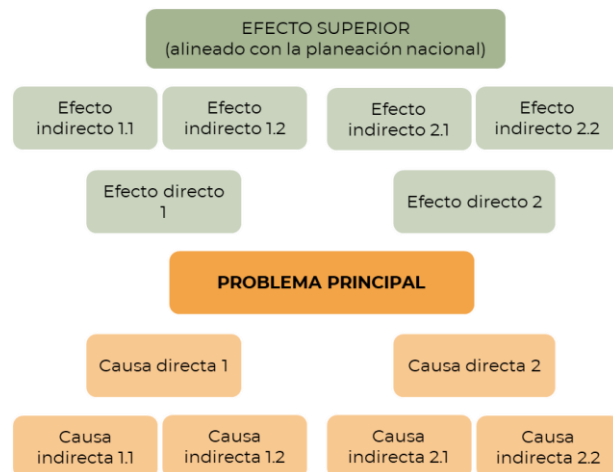 EFECTO SUPERIOR
(alineado con la planeación nacional)
Efecto
indirecto 1.1
Efecto
indirecto 1.2
Efecto
indirecto 2.1
Efecto
indirecto 2.2
Efecto directo
1
Efecto directo 2
PROBLEMA PRINCIPAL
Causa directa 1
Causa directa 2
Causa
indirecta 1.1
Causa
indirecta 1.2
Causa
indirecta 2.1
Causa
indirecta 2.2